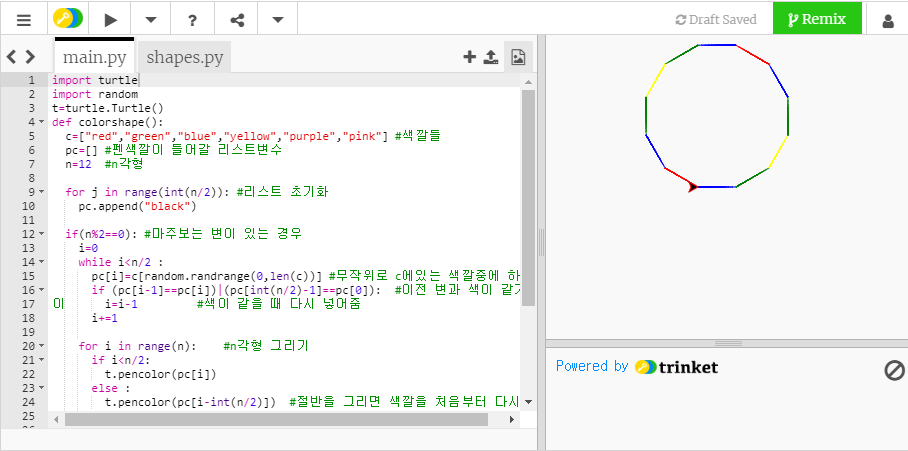 Draft Saved
Remix
main.py
shapes.py
1 import turtle
2 import random
3 t=turtle.Turtle()
4 def colorshape():
5 c=["red","green","blue","yellow","purple","pink"] #색깔들
6 pc=[] #펜색깔이 들어갈 리스트변수
7 n=12 #n각형
8
9 for j in range(int(n/2)): #리스트 초기화
10 pc.append("black")
11
12 if(n%2==0): #마주보는 변이 있는 경우
13 i=0
14 while i<n/2 :
15 pc[i]=c[random.randrange(0,len(c))] #무작위로 c에있는 색깔중에 하
16 if (pc[i-1]==pc[i])|(pc[int(n/2)-1]==pc[0]): #이전 변과 색이 같거
17 이 i=i-1 #색이 같을 때 다시 넣어줌
18 i+=1
19
20 for i in range(n): #n각형 그리기
21 if i<n/2:
22 t.pencolor(pc[i])
23 else :
24 t.pencolor(pc[i-int(n/2)]) #절반을 그리면 색깔을 처음부터 다시
25
Powered by trinket